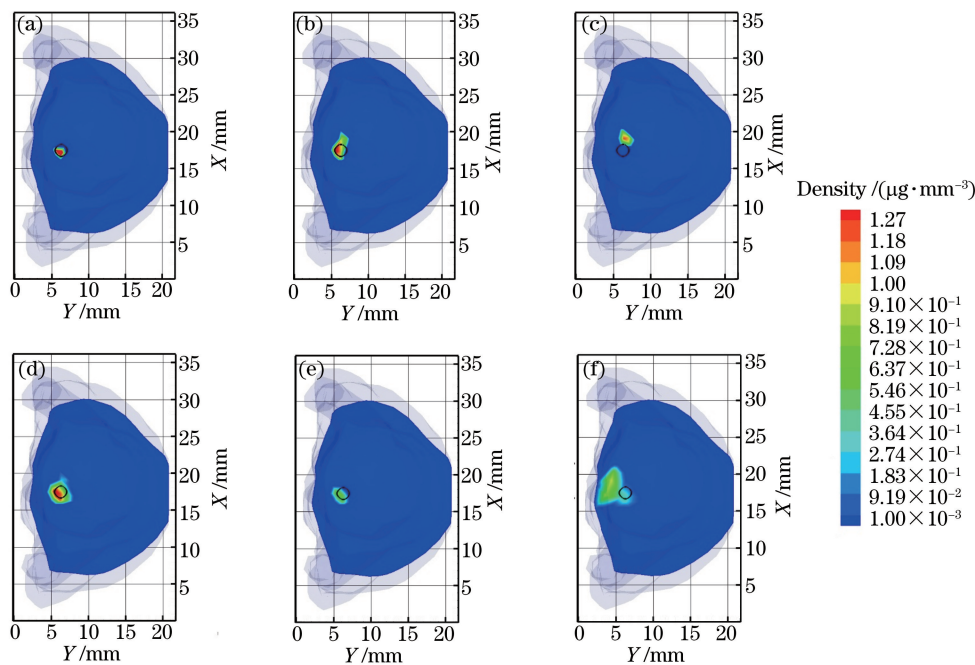 (a)
35
30
25
20
15
10
5
X /mm
0 5 10 15 20
Y /mm
(b)
35
30
25
20
15
10
5
X /mm
0 5 10 15 20
Y /mm
(c)
35
30
25
20
15
10
5
X /mm
0 5 10 15 20
Y /mm
Density /(μg·mm⁻³)
1.27
1.18
1.09
1.00
9.10×10⁻¹
8.19×10⁻¹
7.28×10⁻¹
6.37×10⁻¹
5.46×10⁻¹
4.55×10⁻¹
3.64×10⁻¹
2.74×10⁻¹
1.83×10⁻¹
9.19×10⁻²
1.00×10⁻³
(d)
35
30
25
20
15
10
5
X /mm
0 5 10 15 20
Y /mm
(e)
35
30
25
20
15
10
5
X /mm
0 5 10 15 20
Y /mm
(f)
35
30
25
20
15
10
5
X /mm
0 5 10 15 20
Y /mm